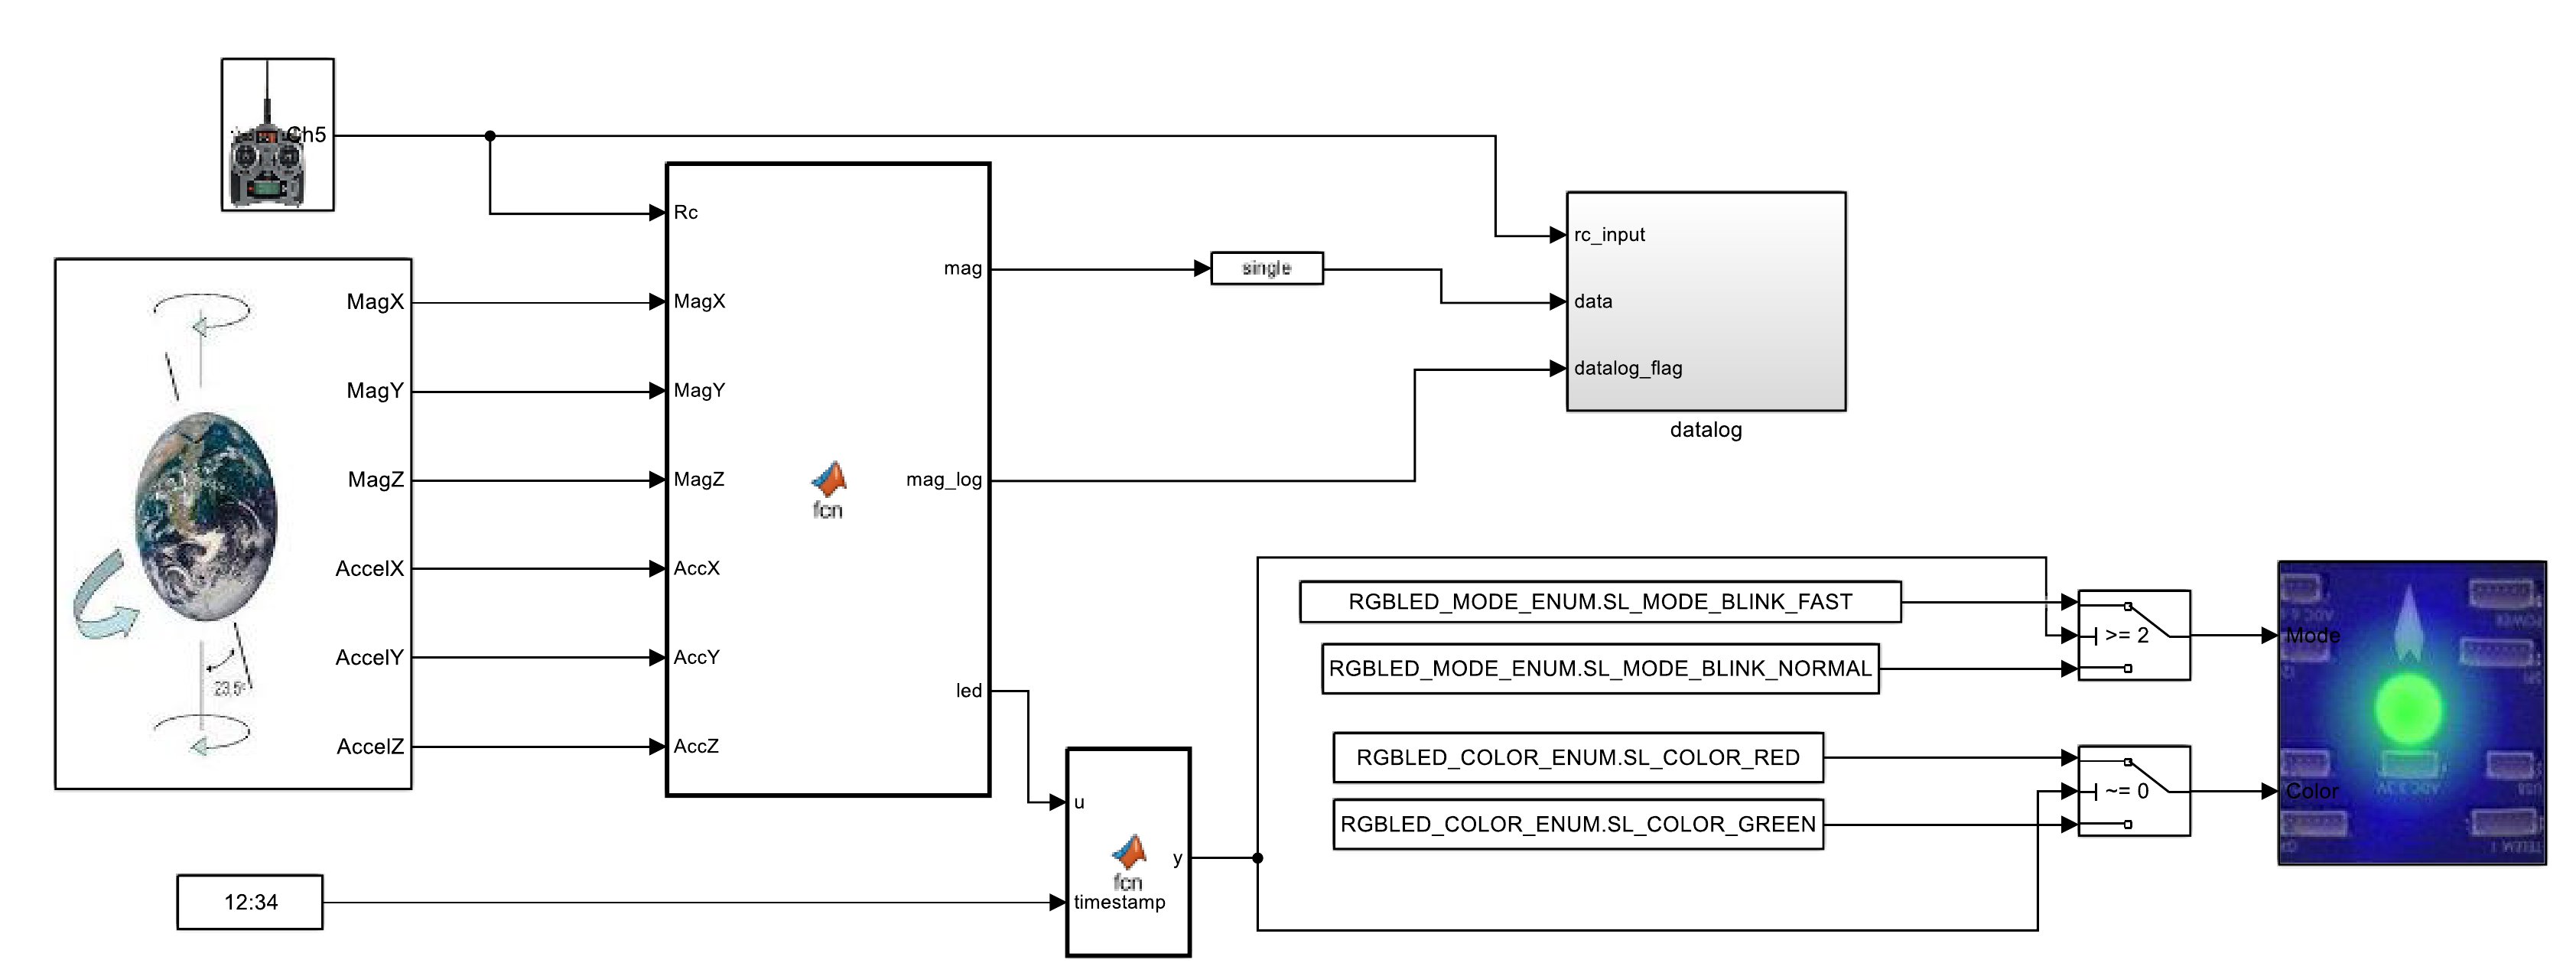 Ch5
Rc
MagX
MagY
MagZ
AccelX
AccelY
AccelZ
23.5°
MagX
MagY
MagZ
AccX
AccY
AccZ
fcn
mag
mag_log
led
single
rc_input
data
datalog_flag
datalog
12:34
u
timestamp
fcn
y
RGBLED_MODE_ENUM.SL_MODE_BLINK_FAST
RGBLED_MODE_ENUM.SL_MODE_BLINK_NORMAL
>= 2
RGBLED_COLOR_ENUM.SL_COLOR_RED
RGBLED_COLOR_ENUM.SL_COLOR_GREEN
~= 0
Mode
Color